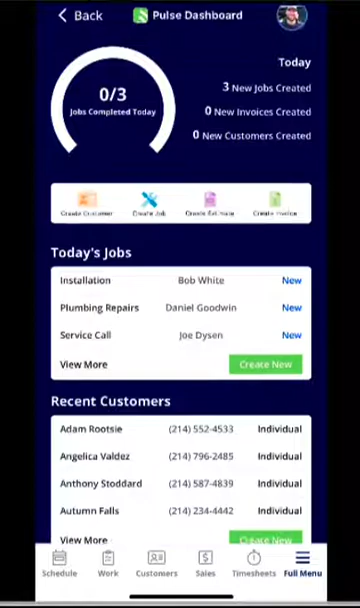 Back Pulse Dashboard
Today
0/3
Jobs Completed Today
3 New Jobs Created
0 New Invoices Created
0 New Customers Created
Create Customer Create Job Create Estimate Create Invoice
Today's Jobs
Installation Bob White New
Plumbing Repairs Daniel Goodwin New
Service Call Joe Dysen New
View More Create New
Recent Customers
Adam Rootsie (214) 552-4533 Individual
Angelica Valdez (214) 796-2485 Individual
Anthony Stoddard (214) 587-4839 Individual
Autumn Falls (214) 234-4442 Individual
View More Create New
Schedule Work Customers Sales Timesheets Full Menu